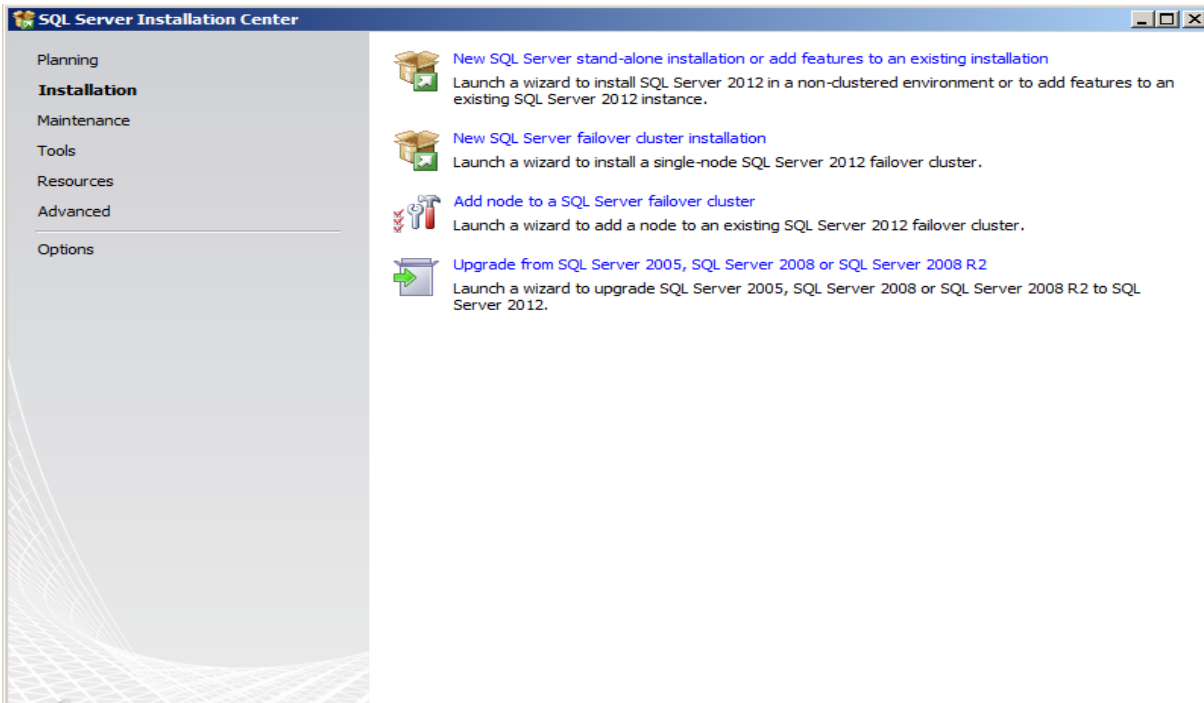 SQL Server Installation Center
Planning
Installation
Maintenance
Tools
Resources
Advanced
Options
New SQL Server stand-alone installation or add features to an existing installation
Launch a wizard to install SQL Server 2012 in a non-clustered environment or to add features to an
existing SQL Server 2012 instance.
New SQL Server failover cluster installation
Launch a wizard to install a single-node SQL Server 2012 failover cluster.
Add node to a SQL Server failover cluster
Launch a wizard to add a node to an existing SQL Server 2012 failover cluster.
Upgrade from SQL Server 2005, SQL Server 2008 or SQL Server 2008 R2
Launch a wizard to upgrade SQL Server 2005, SQL Server 2008 or SQL Server 2008 R2 to SQL
Server 2012.